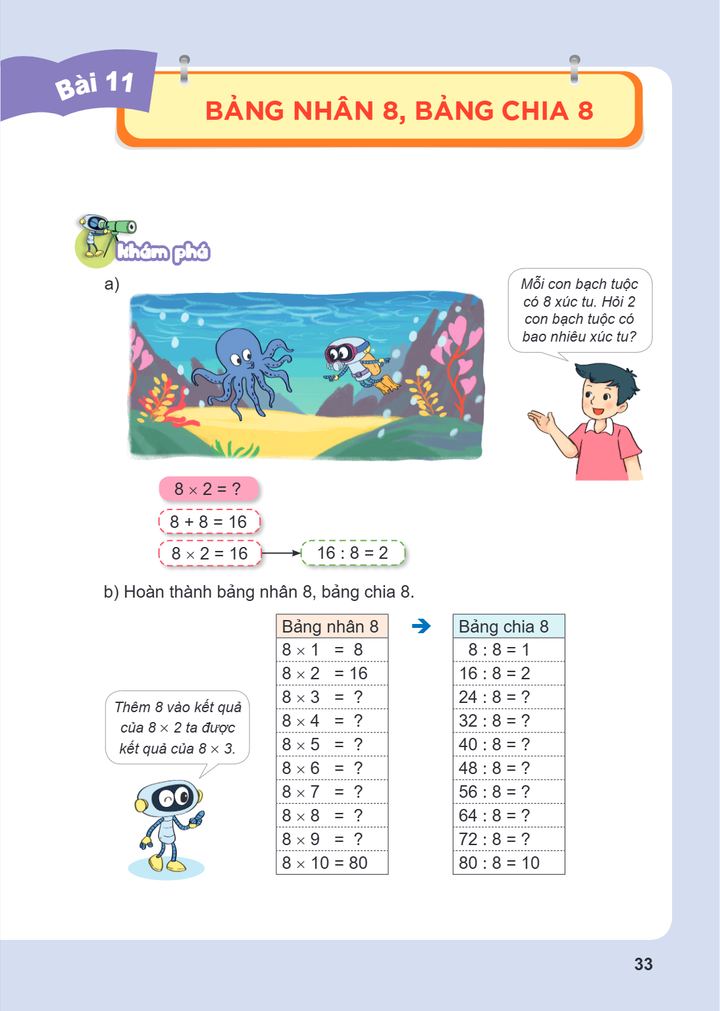 Bài 11
BẢNG NHÂN 8, BẢNG CHIA 8
Khám phá
a)
Mỗi con bạch tuộc
có 8 xúc tu. Hỏi 2
con bạch tuộc có
bao nhiêu xúc tu?
8 × 2 = ?
8 + 8 = 16
8 × 2 = 16
16 : 8 = 2
b) Hoàn thành bảng nhân 8, bảng chia 8.
Thêm 8 vào kết quả
của 8 × 2 ta được
kết quả của 8 × 3.
Bảng nhân 8
8 × 1 = 8
8 × 2 = 16
8 × 3 = ?
8 × 4 = ?
8 × 5 = ?
8 × 6 = ?
8 × 7 = ?
8 × 8 = ?
8 × 9 = ?
8 × 10 = 80
Bảng chia 8
8 : 8 = 1
16 : 8 = 2
24 : 8 = ?
32 : 8 = ?
40 : 8 = ?
48 : 8 = ?
56 : 8 = ?
64 : 8 = ?
72 : 8 = ?
80 : 8 = 10
33